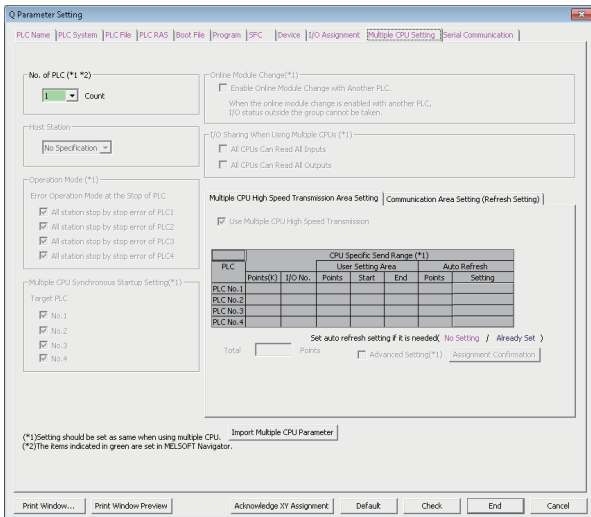 Q Parameter Setting
PLC Name | PLC System | PLC File | PLC RAS | Boot File | Program | SFC | Device | I/O Assignment | Multiple CPU Setting | Serial Communication
No. of PLC (*1 *2)
1 Count
Host Station
No Specification
Operation Mode (*1)
Error Operation Mode at the Stop of PLC
All station stop by stop error of PLC1
All station stop by stop error of PLC2
All station stop by stop error of PLC3
All station stop by stop error of PLC4
Multiple CPU Synchronous Startup Setting(*1)
Target PLC
No.1
No.2
No.3
No.4
Online Module Change(*1)
Enable Online Module Change with Another PLC.
When the online module change is enabled with another PLC,
I/O status outside the group cannot be taken.
I/O Sharing When Using Multiple CPUs (*1)
All CPUs Can Read All Inputs
All CPUs Can Read All Outputs
Multiple CPU High Speed Transmission Area Setting | Communication Area Setting (Refresh Setting)
Use Multiple CPU High Speed Transmission
CPU Specific Send Range (*1)
PLC User Setting Area Auto Refresh
Points(K) I/O No. Points Start End Points Setting
PLC No.1
PLC No.2
PLC No.3
PLC No.4
Set auto refresh setting if it is needed( No Setting / Already Set )
Total Points Advanced Setting(*1) Assignment Confirmation
(*1)Setting should be set as same when using multiple CPU. Import Multiple CPU Parameter
(*2)The items indicated in green are set in MELSOFT Navigator.
Print Window... Print Window Preview Acknowledge XY Assignment Default Check End Cancel